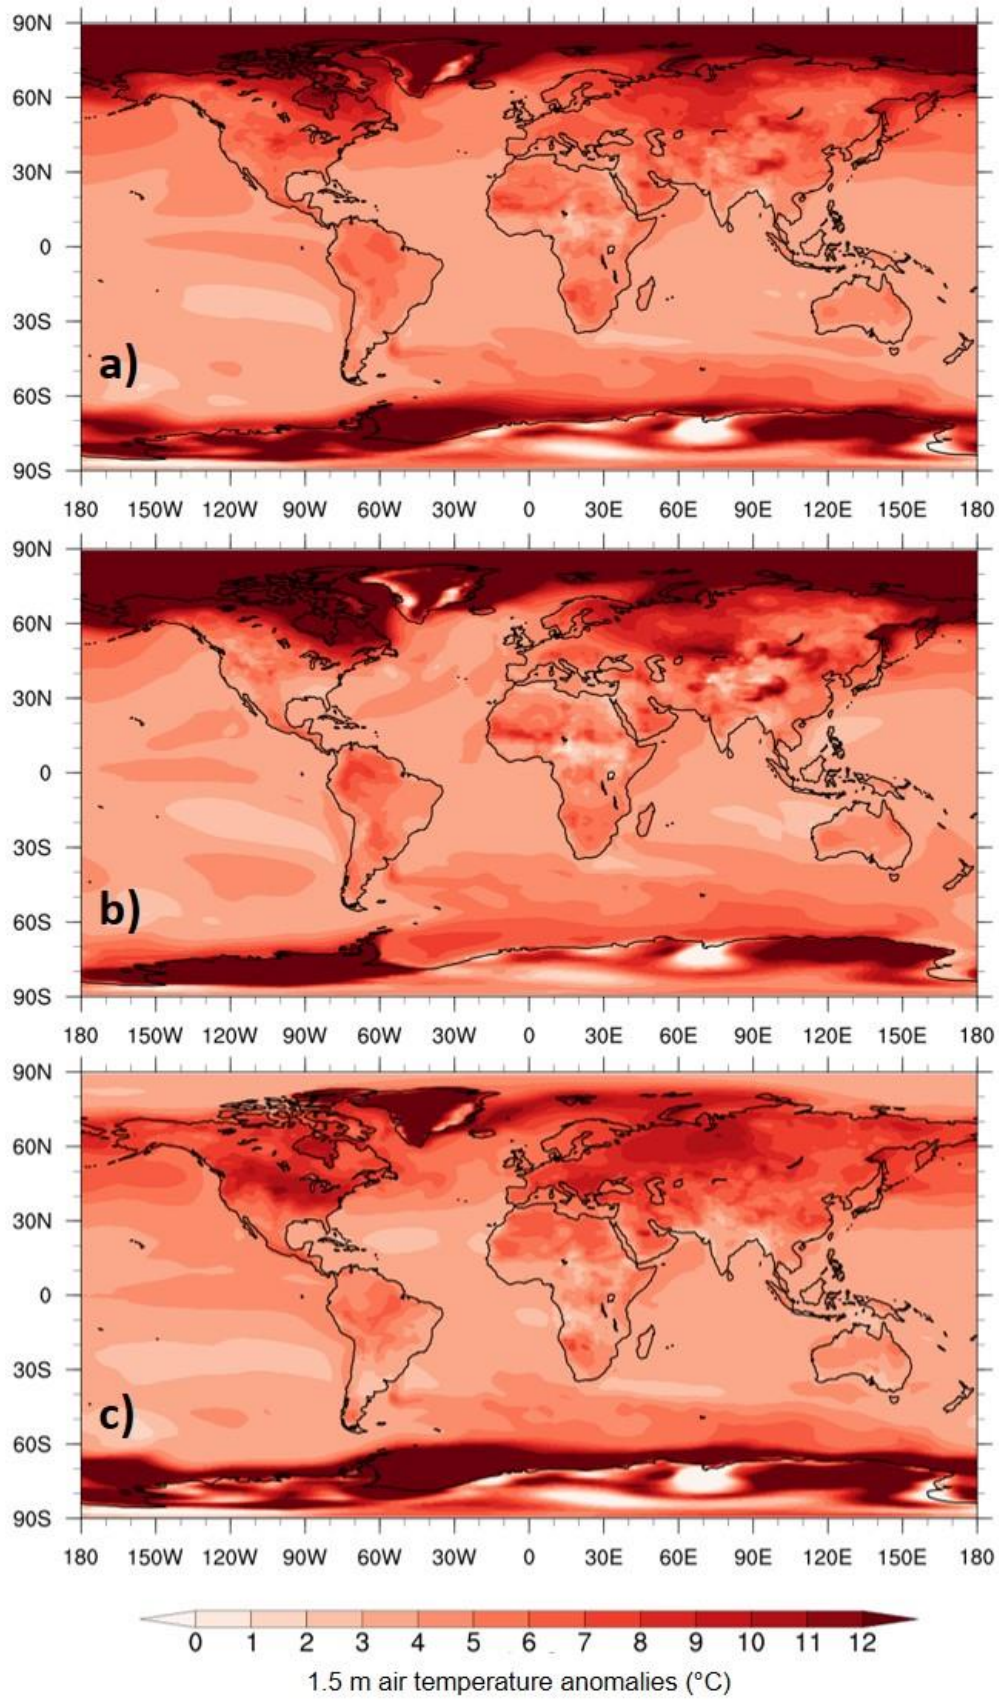 90N
60N
30N
0
30S
a)
60S
90S
180 150W 120W 90W 60W 30W 0 30E 60E 90E 120E 150E 180
90N
60N
30N
0
30S
b)
60S
90S
180 150W 120W 90W 60W 30W 0 30E 60E 90E 120E 150E 180
90N
60N
30N
0
30S
c)
60S
90S
180 150W 120W 90W 60W 30W 0 30E 60E 90E 120E 150E 180
0 1 2 3 4 5 6 7 8 9 10 11 12
1.5 m air temperature anomalies (°C)